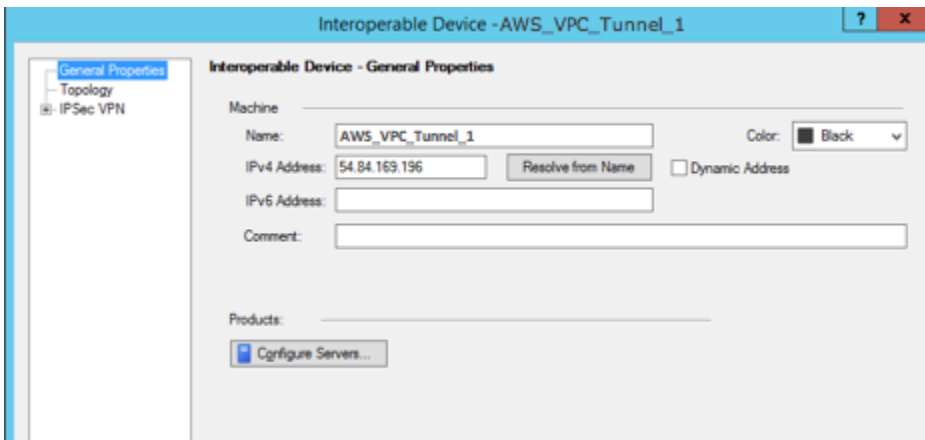 Interoperable Device -AWS_VPC_Tunnel_1
? x
General Properties
Topology
IPSec VPN
Interoperable Device - General Properties
Machine
Name: AWS_VPC_Tunnel_1 Color: Black
IPv4 Address: 54.84.169.196 Resolve from Name Dynamic Address
IPv6 Address:
Comment:
Products:
Configure Servers...